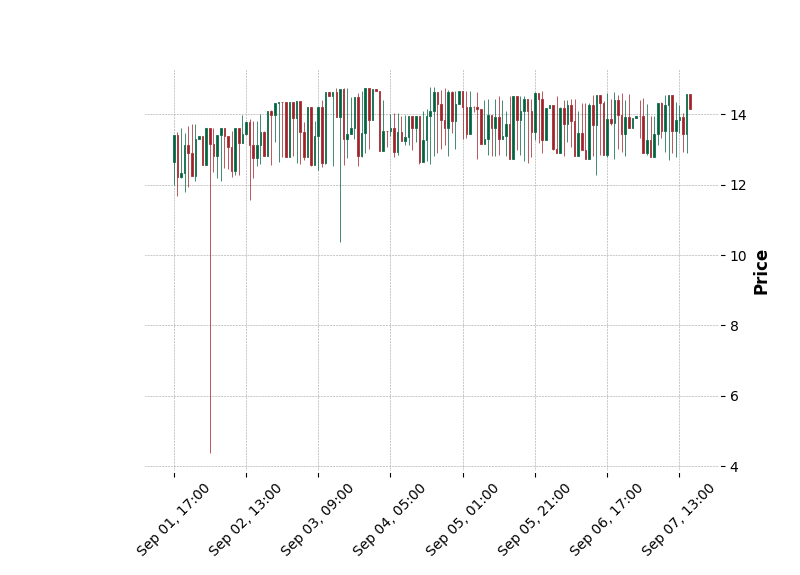 14
12
10
8
6
4
Price
Sep 01, 17:00
Sep 02, 13:00
Sep 03, 09:00
Sep 04, 05:00
Sep 05, 01:00
Sep 05, 21:00
Sep 06, 17:00
Sep 07, 13:00